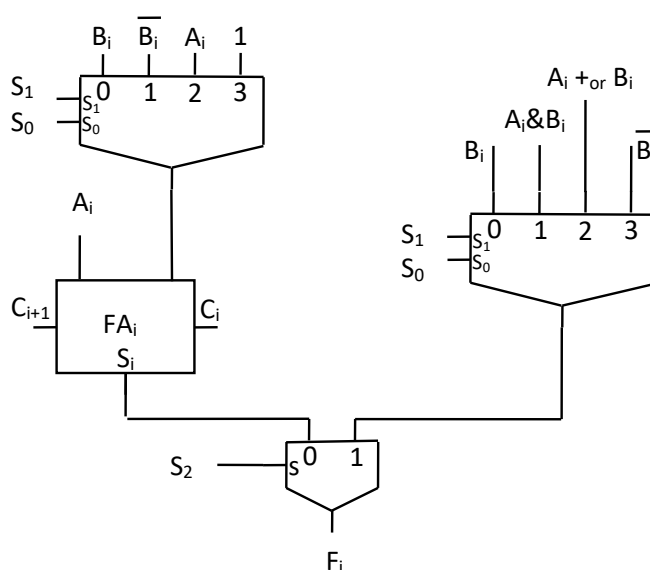 Bᵢ B̅ᵢ Aᵢ 1
S₁ S₁ 0 1 2 3
S₀ S₀
Aᵢ +ₒᵣ Bᵢ
Aᵢ&Bᵢ
Bᵢ B̅
S₁ S₁ 0 1 2 3
S₀ S₀
Aᵢ
Cᵢ₊₁ FAᵢ Cᵢ
Sᵢ
S₂ s 0 1
Fᵢ